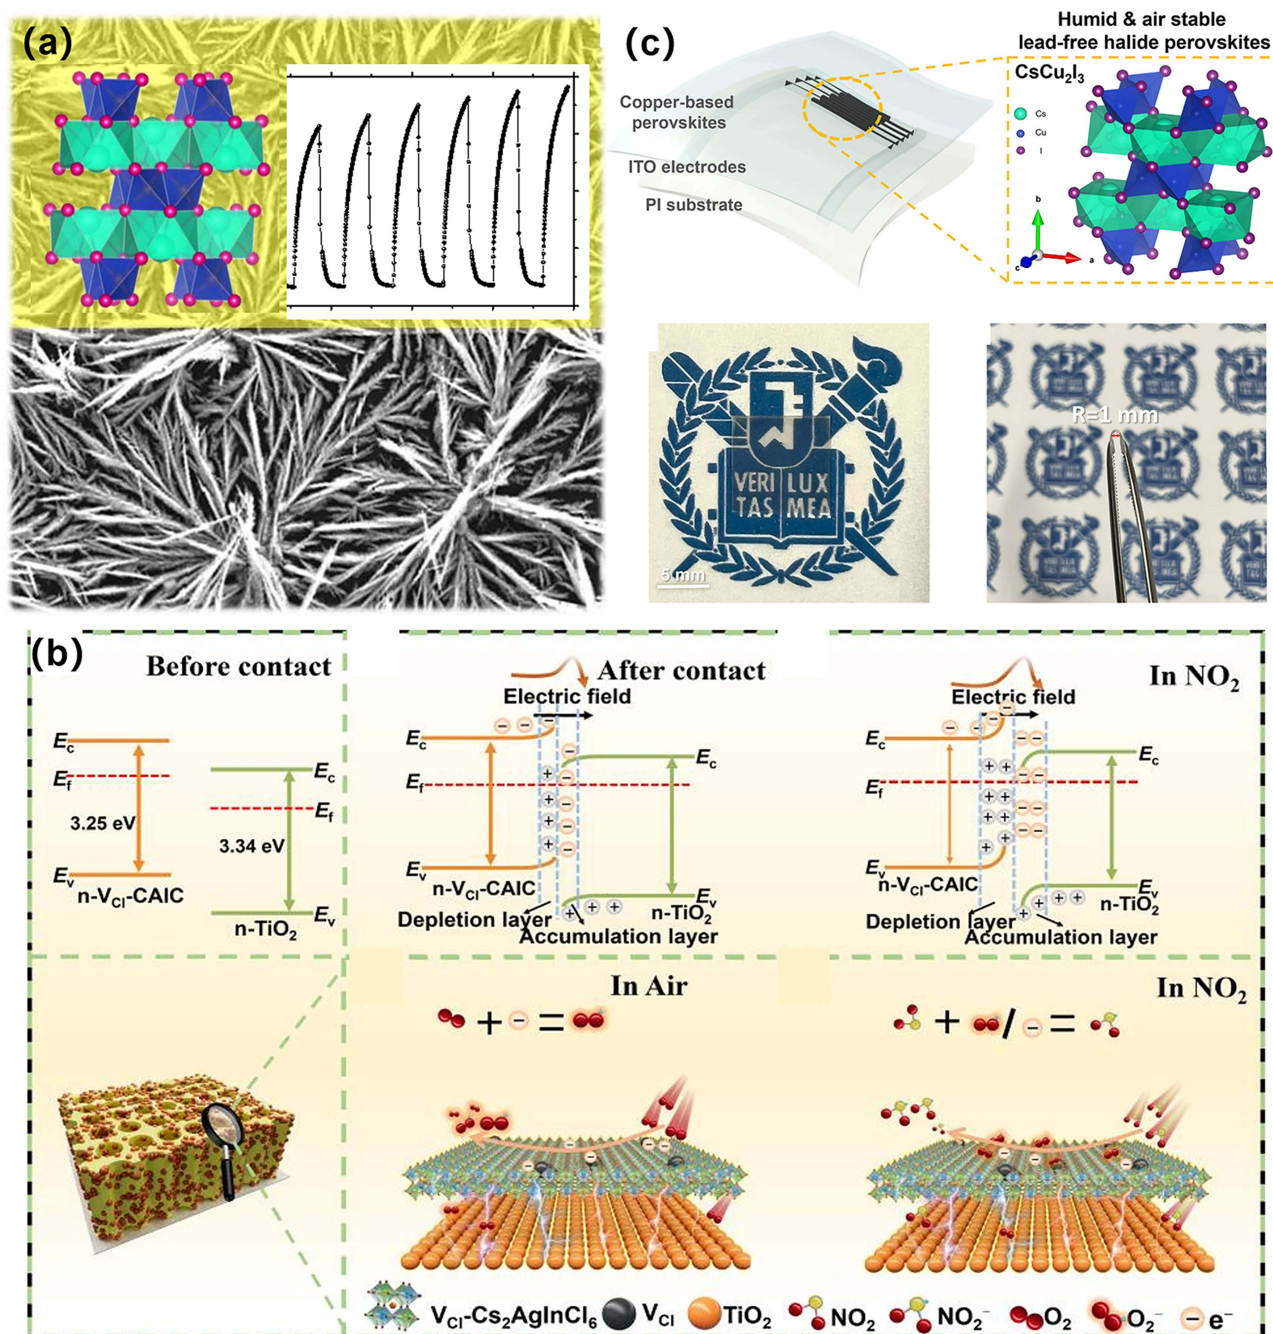 (a)
(c)
Humid & air stable
lead-free halide perovskites
Copper-based
perovskites
ITO electrodes
PI substrate
CsCu₂I₃
Cs
Cu
I
b
a
c
VERI LUX
TAS MEA
5 mm
R=1 mm
(b)
Before contact
Ec
Ef
3.25 eV
Ev
n-VCl-CAIC
Ec
Ef
3.34 eV
Ev
n-TiO₂
After contact
Electric field
Ec
Ec
Ef
Ev
n-VCl-CAIC
Ev
n-TiO₂
Depletion layer
Accumulation layer
In NO₂
Electric field
Ec
Ec
Ef
Ev
n-VCl-CAIC
Ev
n-TiO₂
Depletion layer
Accumulation layer
In Air
+ − =
In NO₂
+ / − =
VCl-Cs₂AgInCl₆
VCl
TiO₂
NO₂
NO₂⁻
O₂
O₂⁻
e⁻